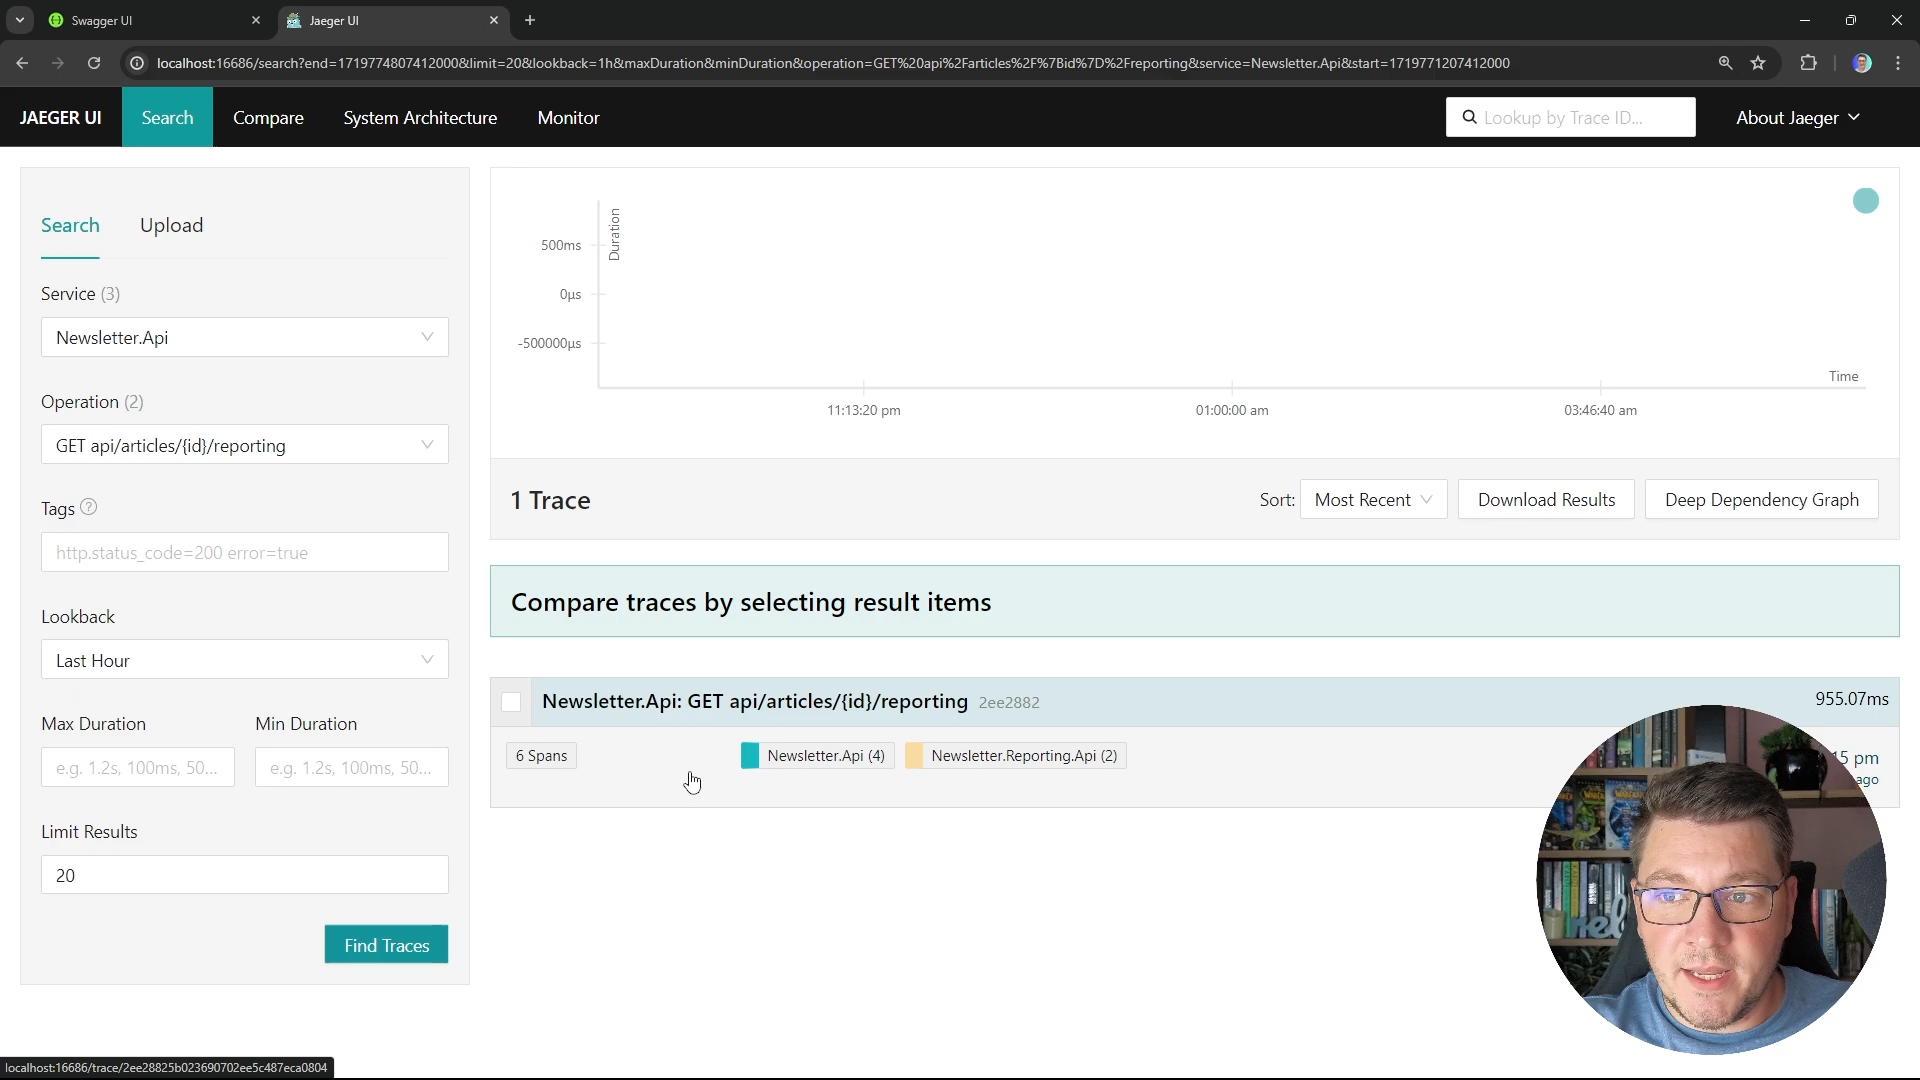 Swagger UI
Jaeger UI
localhost:16686/search?end=1719774807412000&limit=20&lookback=1h&maxDuration&minDuration&operation=GET%20api%2Farticles%2F%7Bid%7D%2Freporting&service=Newsletter.Api&start=1719771207412000
JAEGER UI
Search
Compare
System Architecture
Monitor
Lookup by Trace ID...
About Jaeger
Search
Upload
Service (3)
Newsletter.Api
Operation (2)
GET api/articles/{id}/reporting
Tags ?
http.status_code=200 error=true
Lookback
Last Hour
Max Duration
Min Duration
e.g. 1.2s, 100ms, 50...
e.g. 1.2s, 100ms, 50...
Limit Results
20
Find Traces
Duration
500ms
0µs
-500000µs
Time
11:13:20 pm
01:00:00 am
03:46:40 am
1 Trace
Sort:
Most Recent
Download Results
Deep Dependency Graph
Compare traces by selecting result items
Newsletter.Api: GET api/articles/{id}/reporting 2ee2882
955.07ms
6 Spans
Newsletter.Api (4)
Newsletter.Reporting.Api (2)
pm
ago
localhost:16686/trace/2ee28825b023690702ee5c487eca0804